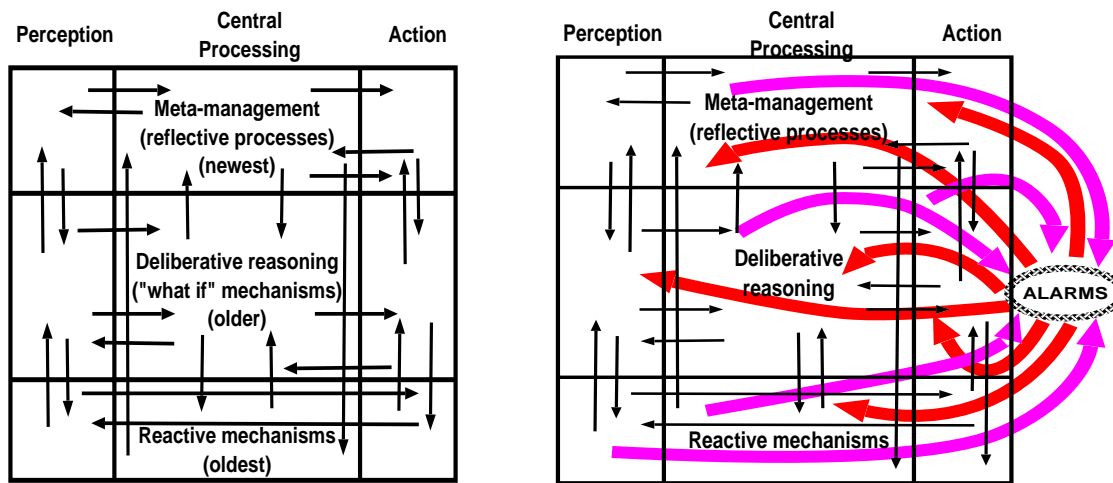 Perception
Central
Processing
Action
Meta-management
(reflective processes)
(newest)
Deliberative reasoning
("what if" mechanisms)
(older)
Reactive mechanisms
(oldest)
Perception
Central
Processing
Action
Meta-management
(reflective processes)
Deliberative
reasoning
ALARMS
Reactive mechanisms